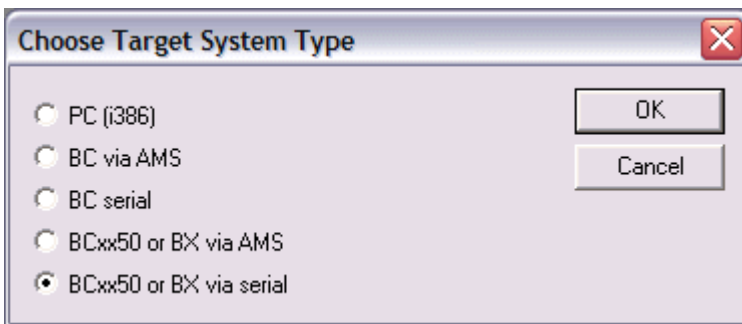 Choose Target System Type
PC (i386)
OK
BC via AMS
Cancel
BC serial
BCxx50 or BX via AMS
BCxx50 or BX via serial